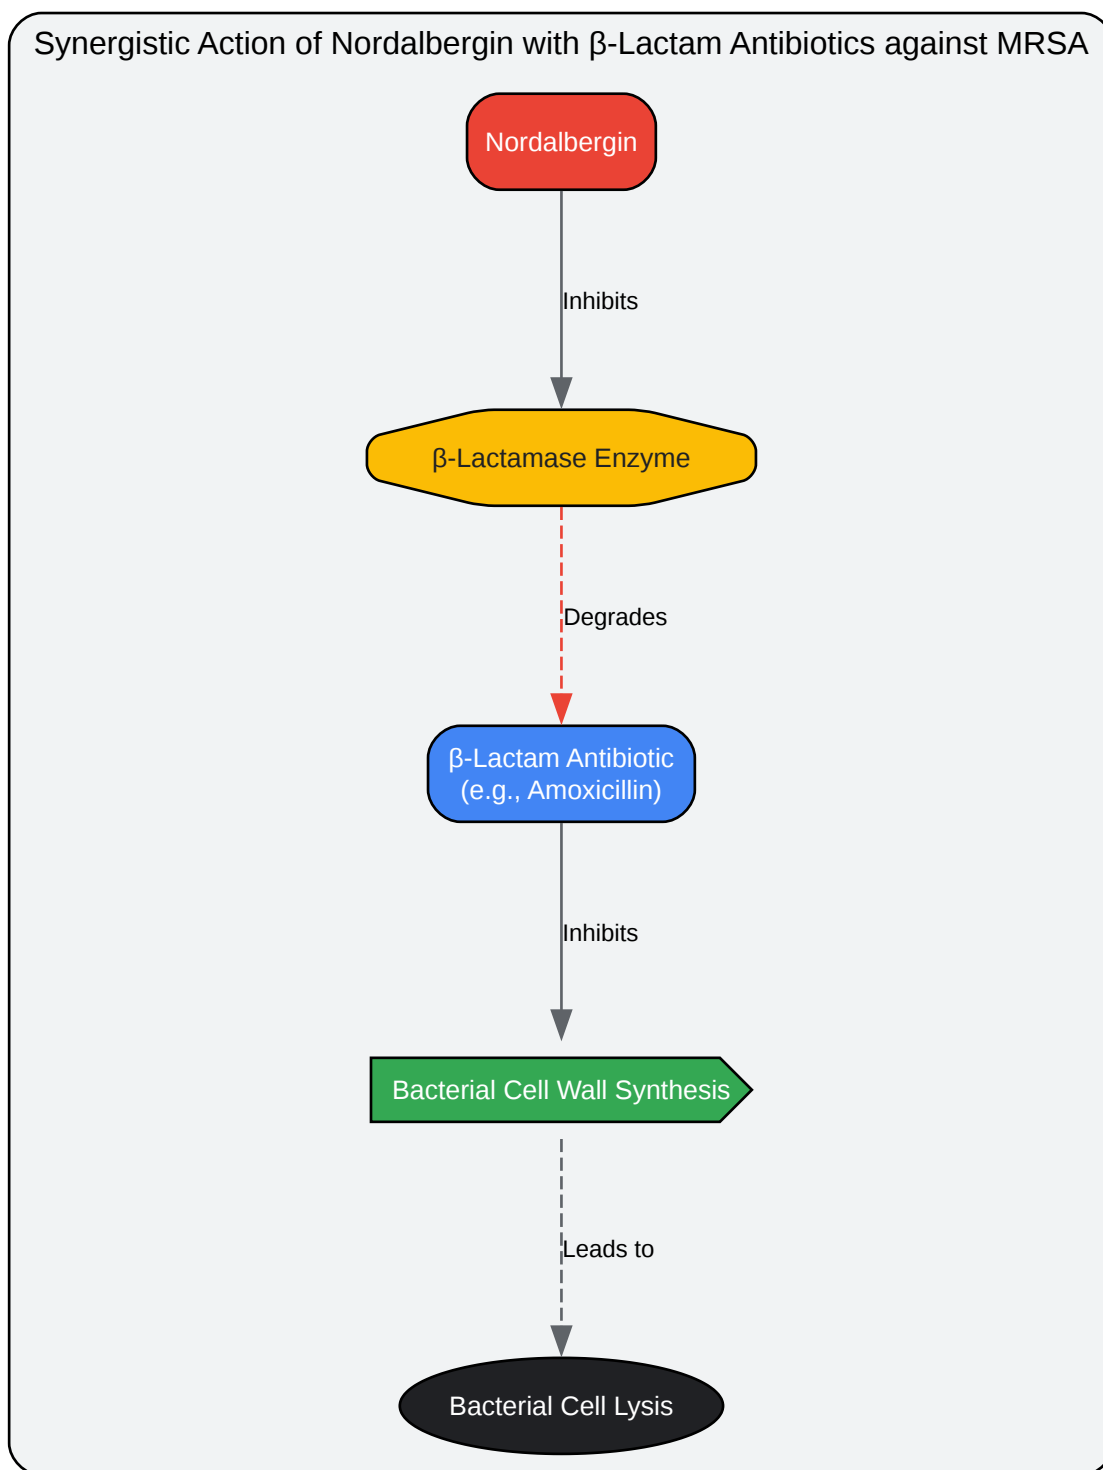 Synergistic Action of Nordalbergin with β-Lactam Antibiotics against MRSA
Nordalbergin
Inhibits
β-Lactamase Enzyme
Degrades
β-Lactam Antibiotic
(e.g., Amoxicillin)
Inhibits
Bacterial Cell Wall Synthesis
Leads to
Bacterial Cell Lysis